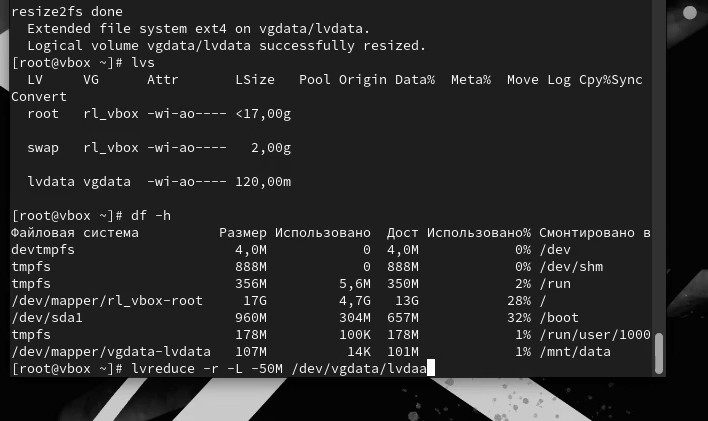 resize2fs done
  Extended file system ext4 on vgdata/lvdata.
  Logical volume vgdata/lvdata successfully resized.
[root@vbox ~]# lvs
  LV     VG      Attr       LSize   Pool Origin Data%  Meta%  Move Log Cpy%Sync
Convert
  root   rl_vbox -wi-ao---- <17,00g
  swap   rl_vbox -wi-ao----   2,00g
  lvdata vgdata  -wi-ao---- 120,00m
[root@vbox ~]# df -h
Файловая система          Размер Использовано  Дост Использовано% Смонтировано в
devtmpfs                    4,0M            0  4,0M            0% /dev
tmpfs                       888M            0  888M            0% /dev/shm
tmpfs                       356M         5,6M  350M            2% /run
/dev/mapper/rl_vbox-root     17G         4,7G   13G           28% /
/dev/sda1                   960M         304M  657M           32% /boot
tmpfs                       178M         100K  178M            1% /run/user/1000
/dev/mapper/vgdata-lvdata   107M          14K  101M            1% /mnt/data
[root@vbox ~]# lvreduce -r -L -50M /dev/vgdata/lvdaa